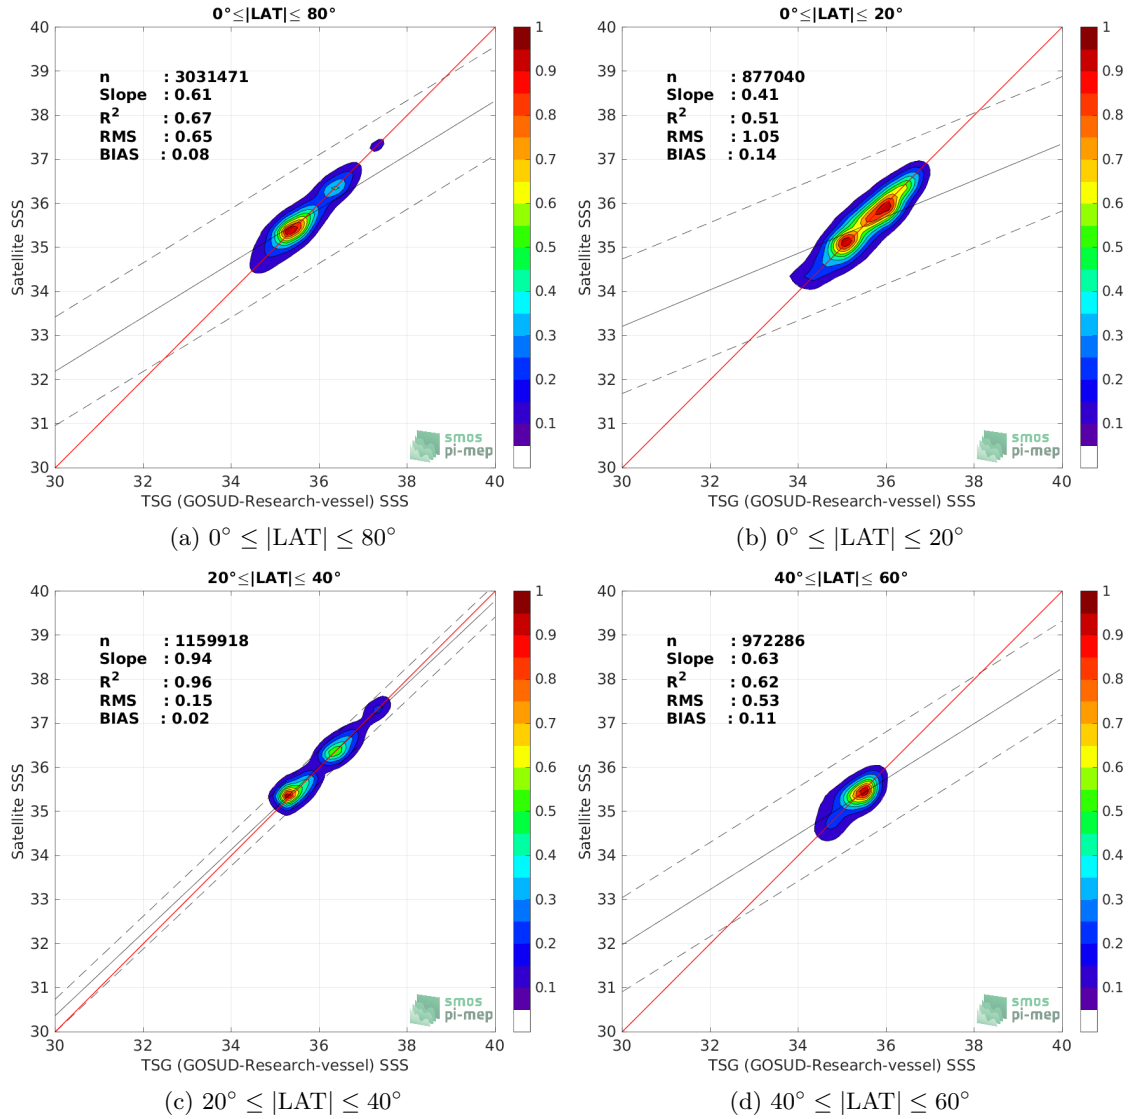 0°≤|LAT|≤ 80°
n : 3031471
Slope : 0.61
R² : 0.67
RMS : 0.65
BIAS : 0.08
Satellite SSS
40
39
38
37
36
35
34
33
32
31
30
30 32 34 36 38 40
TSG (GOSUD-Research-vessel) SSS
1
0.9
0.8
0.7
0.6
0.5
0.4
0.3
0.2
0.1
smos
pi-mep
(a) 0° ≤ |LAT| ≤ 80°
0°≤|LAT|≤ 20°
n : 877040
Slope : 0.41
R² : 0.51
RMS : 1.05
BIAS : 0.14
Satellite SSS
40
39
38
37
36
35
34
33
32
31
30
30 32 34 36 38 40
TSG (GOSUD-Research-vessel) SSS
1
0.9
0.8
0.7
0.6
0.5
0.4
0.3
0.2
0.1
smos
pi-mep
(b) 0° ≤ |LAT| ≤ 20°
20°≤|LAT|≤ 40°
n : 1159918
Slope : 0.94
R² : 0.96
RMS : 0.15
BIAS : 0.02
Satellite SSS
40
39
38
37
36
35
34
33
32
31
30
30 32 34 36 38 40
TSG (GOSUD-Research-vessel) SSS
1
0.9
0.8
0.7
0.6
0.5
0.4
0.3
0.2
0.1
smos
pi-mep
(c) 20° ≤ |LAT| ≤ 40°
40°≤|LAT|≤ 60°
n : 972286
Slope : 0.63
R² : 0.62
RMS : 0.53
BIAS : 0.11
Satellite SSS
40
39
38
37
36
35
34
33
32
31
30
30 32 34 36 38 40
TSG (GOSUD-Research-vessel) SSS
1
0.9
0.8
0.7
0.6
0.5
0.4
0.3
0.2
0.1
smos
pi-mep
(d) 40° ≤ |LAT| ≤ 60°